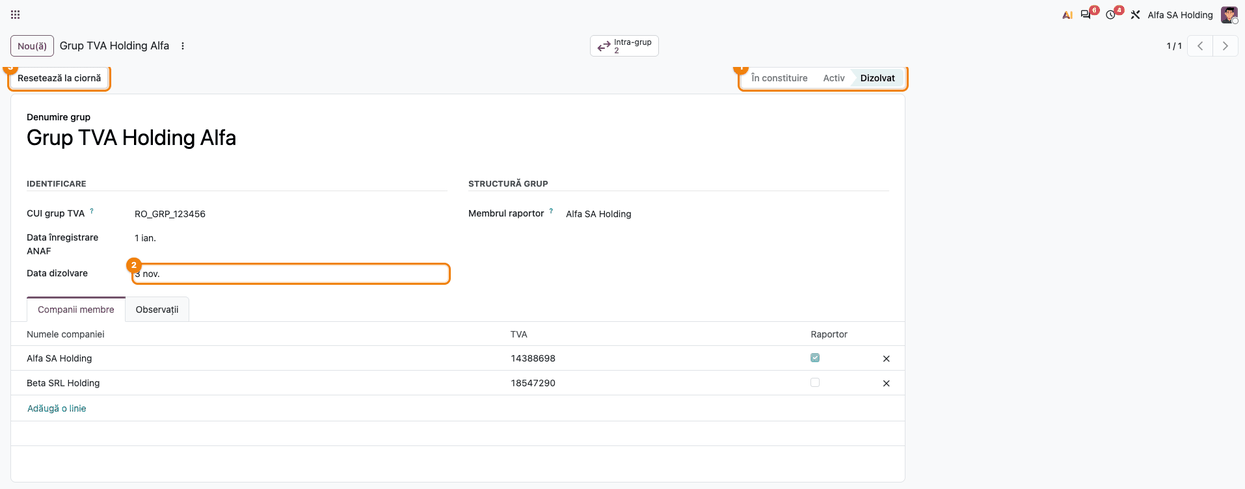 6
4
Alfa SA Holding
Nou(ă)
Grup TVA Holding Alfa
Intra-grup
2
1 / 1
Resetează la ciornă
În constituire
Activ
Dizolvat
Denumire grup
Grup TVA Holding Alfa
IDENTIFICARE
STRUCTURĂ GRUP
CUI grup TVA ?
RO_GRP_123456
Membrul raportor ?
Alfa SA Holding
Data înregistrare
ANAF
1 ian.
2
Data dizolvare
3 nov.
Companii membre
Observații
Numele companiei
TVA
Raportor
Alfa SA Holding
14388698
Beta SRL Holding
18547290
Adăugă o linie